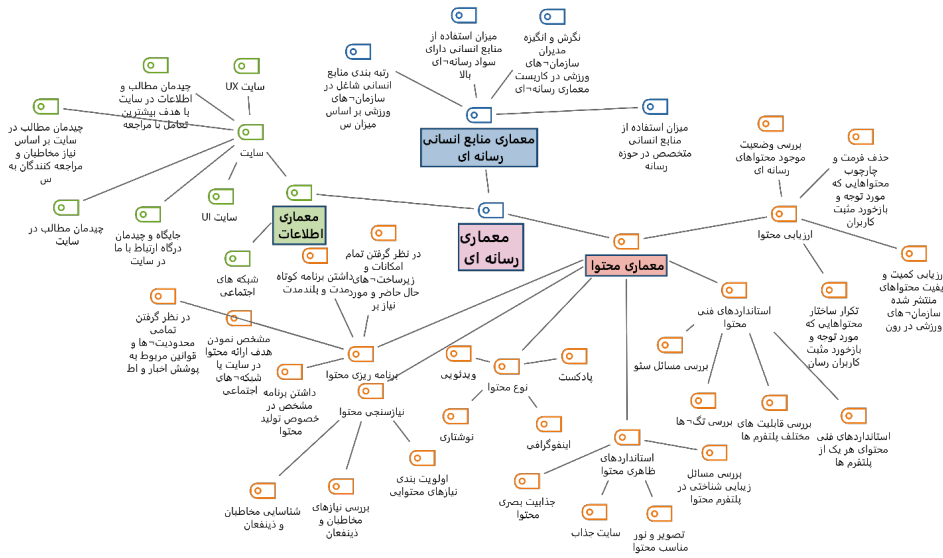 نگرش و انگیزه
مدیران
سازمان¬های
ورزشی در کاربست
معماری رسانه¬ای
میزان استفاده از
منابع انسانی دارای
سواد رسانه¬ای
بالا
رتبه بندی منابع
انسانی شاغل در
سازمان¬های
ورزشی بر اساس
میزان س
میزان استفاده از
منابع انسانی
متخصص در حوزه
رسانه
معماری منابع انسانی
رسانه ای
معماری
رسانه ای
سایت UX
چیدمان مطالب و
اطلاعات در سایت
با هدف بیشترین
تعامل با مراجعه
چیدمان مطالب در
سایت بر اساس
نیاز مخاطبان و
مراجعه کنندگان به
س
سایت
چیدمان مطالب در
سایت
جایگاه و چیدمان
درگاه ارتباط با ما
در سایت
سایت UI
معماری
اطلاعات
شبکه های
اجتماعی
معماری محتوا
بررسی وضعیت
موجود محتواهای
رسانه ای
حذف فرمت و
چارچوب
محتواهایی که
مورد توجه و
بازخورد مثبت
کاربران
ارزیابی محتوا
رزیابی کمیت و
یفیت محتواهای
منتشر شده
سازمان¬های
ورزشی در رون
تکرار ساختار
محتواهایی که
مورد توجه و
بازخورد مثبت
کاربران رسان
استانداردهای فنی
محتوا
بررسی مسائل سئو
بررسی تگ¬ها
بررسی قابلیت های
مختلف پلتفرم ها
استانداردهای فنی
محتوای هر یک از
پلتفرم ها
در نظر گرفتن تمام
امکانات و
زیرساخت¬های
حال حاضر و مورد
نیاز بر
داشتن برنامه کوتاه
مدت و بلندمدت
در نظر گرفتن
تمامی
محدودیت¬ها و
قوانین مربوط به
پوشش اخبار و اط
مشخص نمودن
هدف ارائه محتوا
در سایت یا
شبکه¬های
اجتماعی
داشتن برنامه
مشخص در
خصوص تولید
محتوا
برنامه ریزی محتوا
نیازسنجی محتوا
اولویت بندی
نیازهای محتوایی
بررسی نیازهای
مخاطبان و
ذینفعان
شناسایی مخاطبان
و ذینفعان
نوع محتوا
ویدئویی
پادکست
نوشتاری
اینفوگرافی
استانداردهای
ظاهری محتوا
جذابیت بصری
محتوا
سایت جذاب
تصویر و نور
مناسب محتوا
بررسی مسائل
زیبایی شناختی در
پلتفرم محتوا